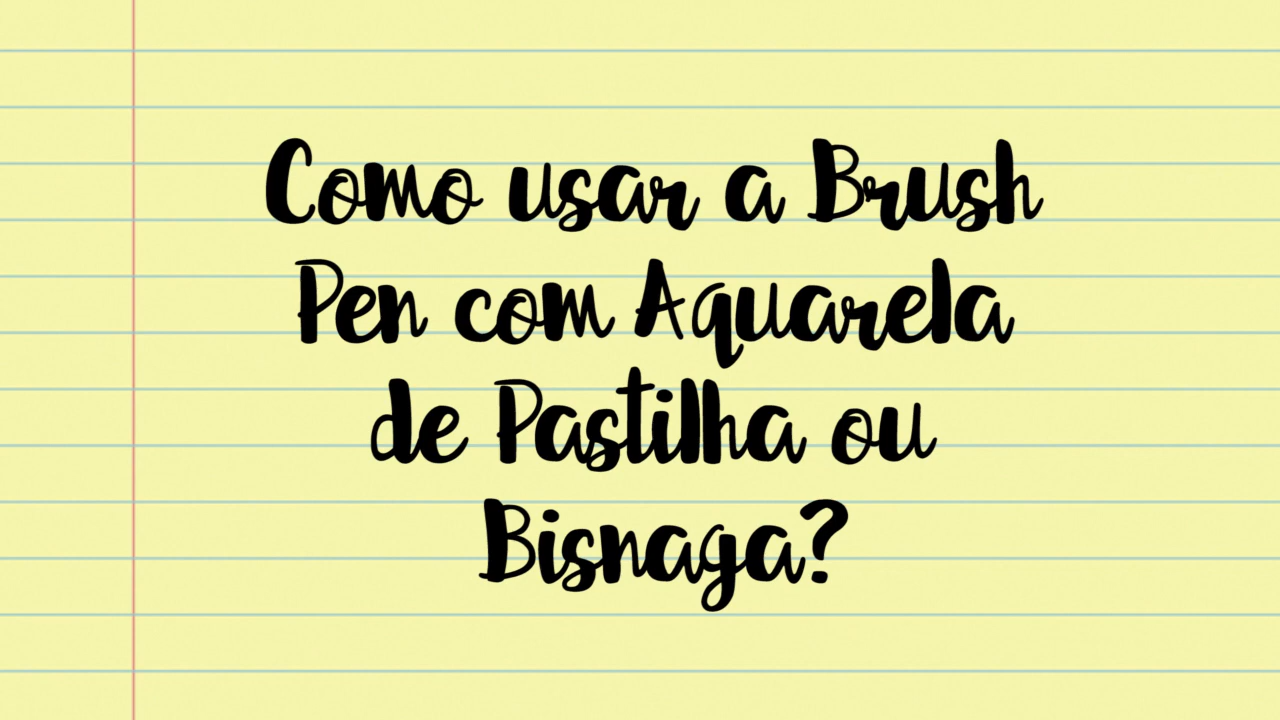 Como usar a Brush
Pen com Aquarela
de Pastilha ou
Bisnaga?